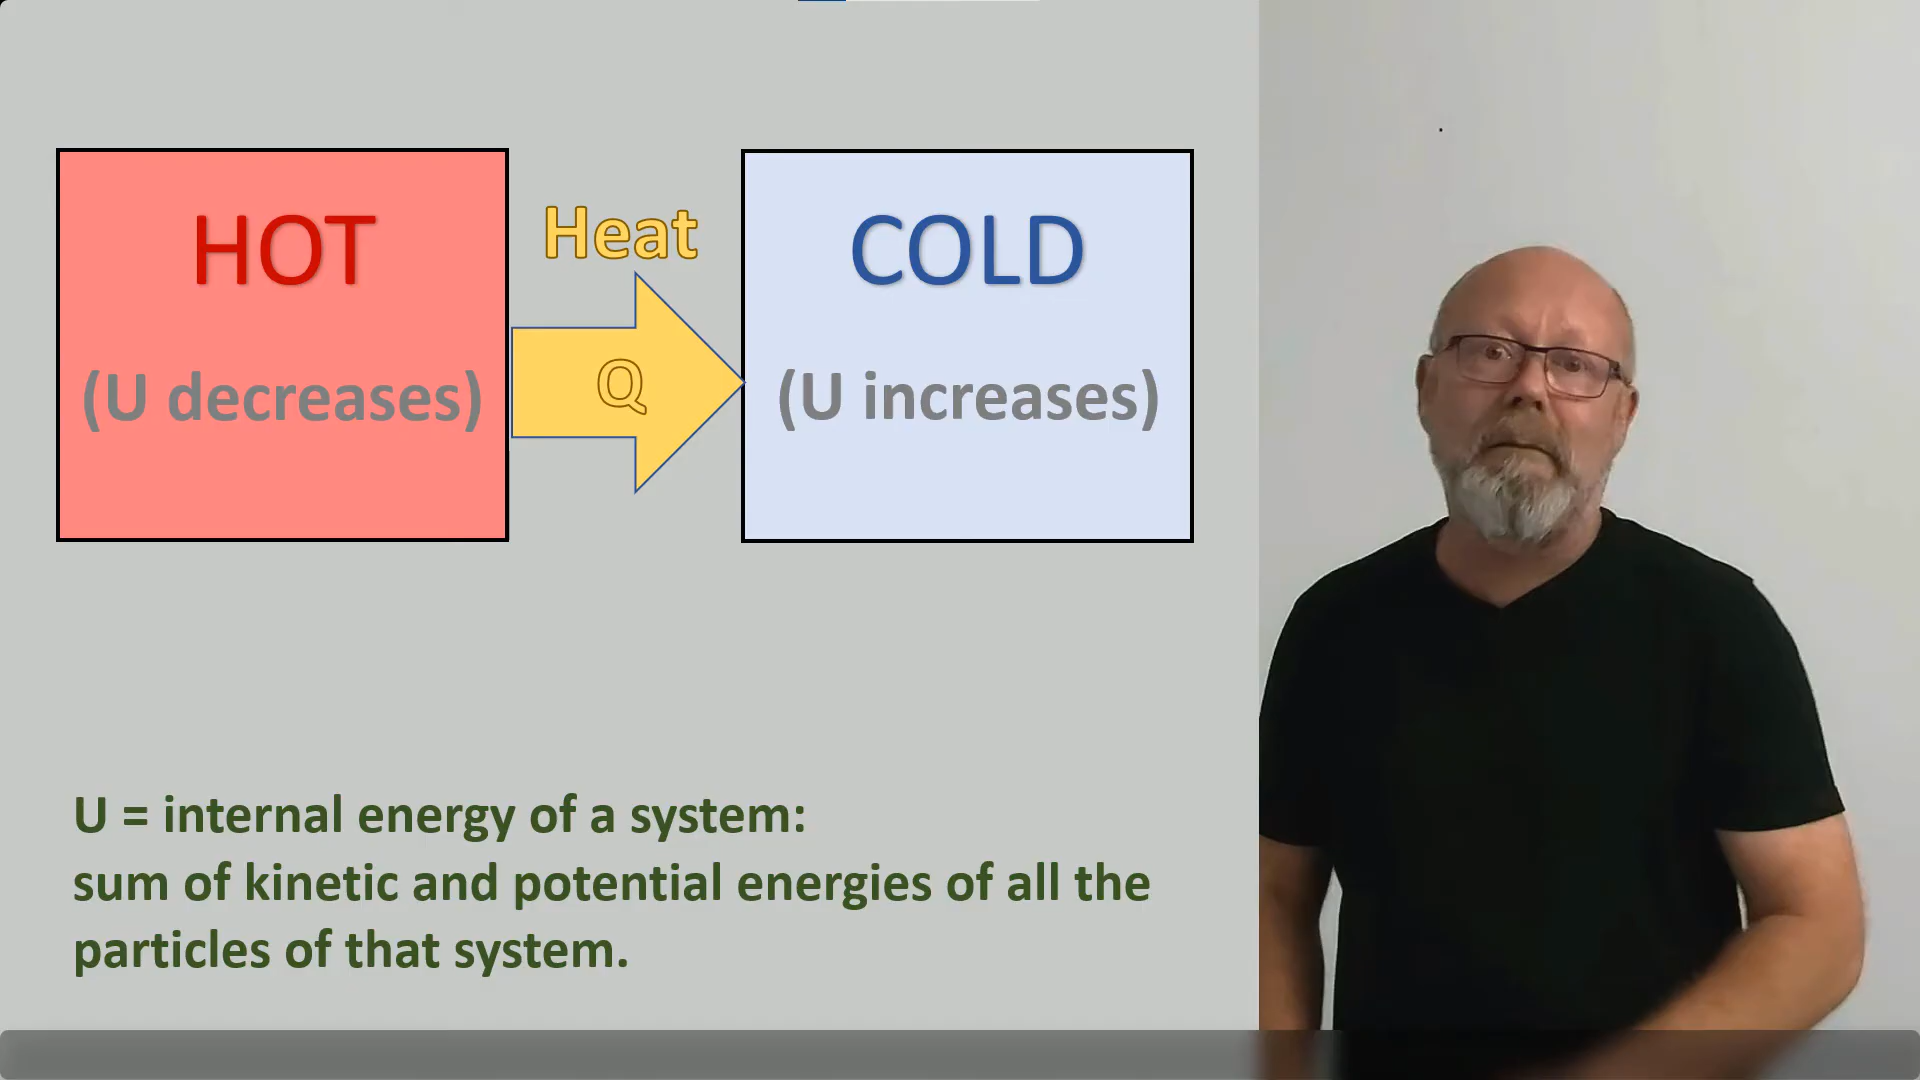 HOT
(U decreases)
Heat
Q
COLD
(U increases)
U = internal energy of a system:
sum of kinetic and potential energies of all the
particles of that system.